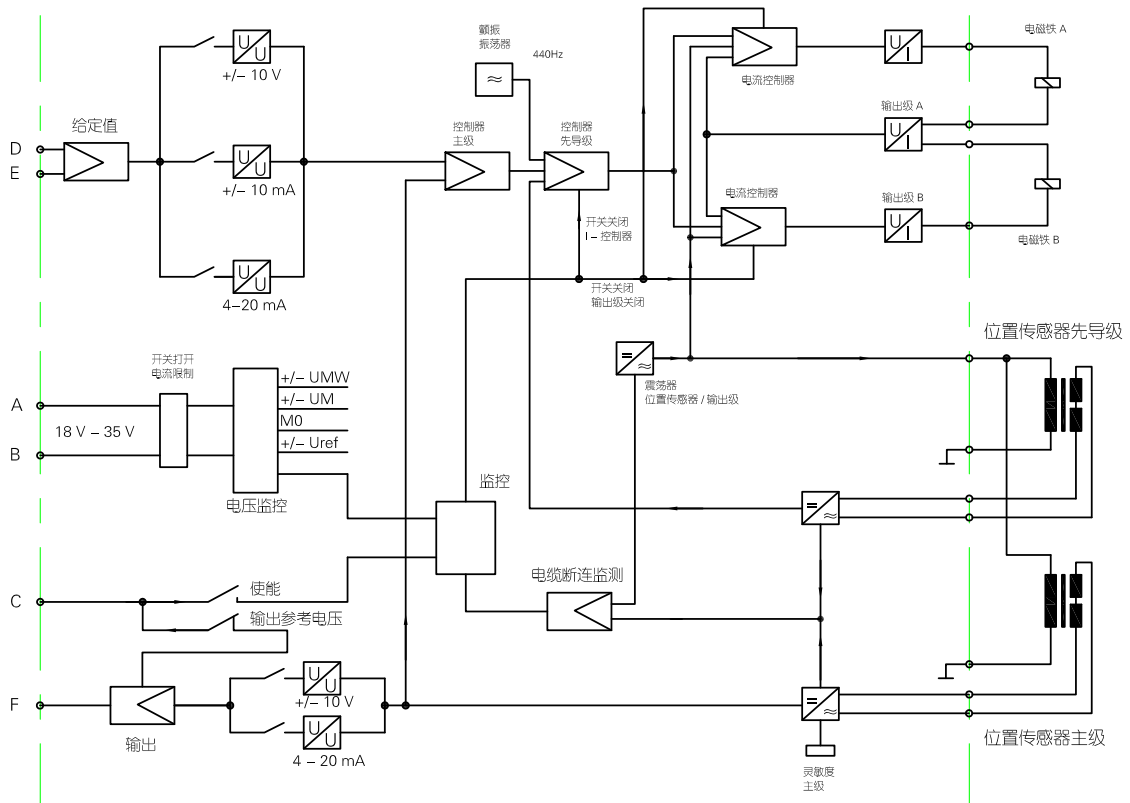 颤振
振荡器
440Hz
电磁铁 A
U
U
+/− 10 V
U
I
电流控制器
给定值
控制器
主级
控制器
先导级
输出级 A
D
E
U
U
+/− 10 mA
U
I
电流控制器
开关关闭
I − 控制器
输出级 B
U
I
电磁铁 B
U
U
4−20 mA
开关关闭
输出级关闭
位置传感器先导级
开关打开
电流限制
震荡器
位置传感器 / 输出级
+/− UMW
+/− UM
M0
+/− Uref
A
18 V − 35 V
B
电压监控
监控
电缆断连监测
C
使能
输出参考电压
F
输出
U
U
+/− 10 V
U
U
4 − 20 mA
位置传感器主级
灵敏度
主级